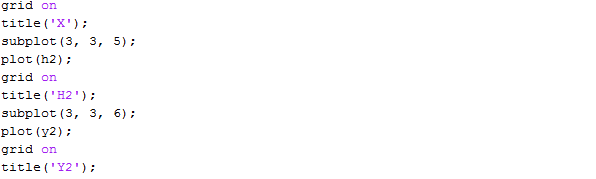 grid on
title('X');
subplot(3, 3, 5);
plot(h2);
grid on
title('H2');
subplot(3, 3, 6);
plot(y2);
grid on
title('Y2');